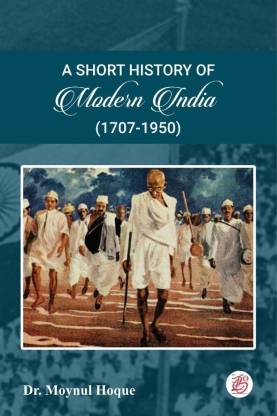 A SHORT HISTORY OF
Modern India
(1707-1950)
Dr. Moynul Hoque